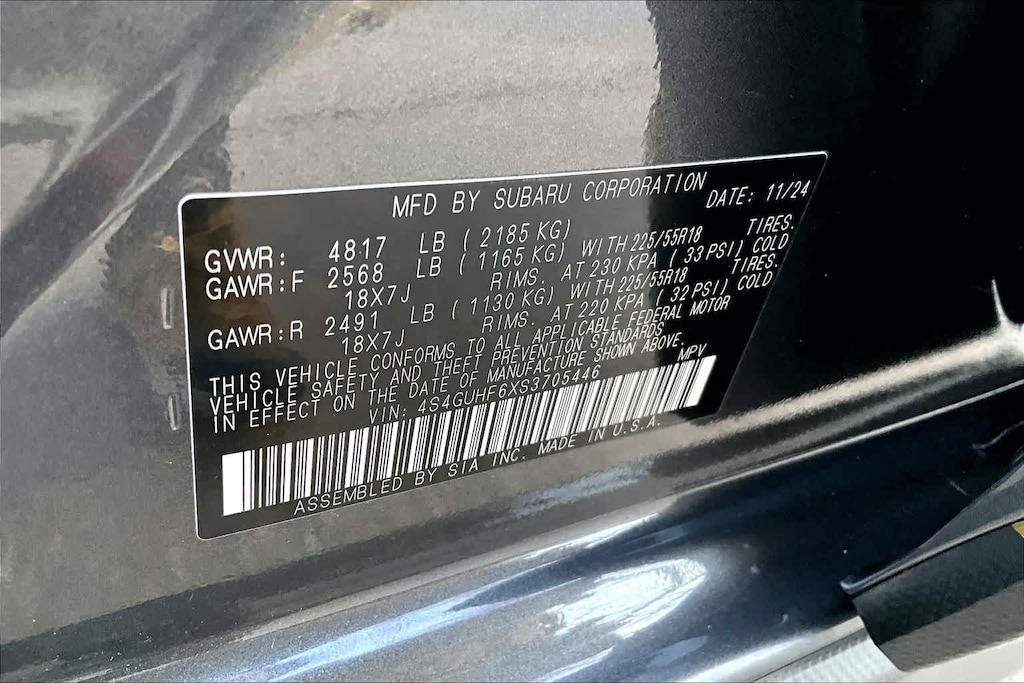 MFD BY SUBARU CORPORATION DATE: 11/24
GVWR: 4817 LB (2185 KG)
GAWR:F 2568 LB (1165 KG) WITH 225/55R18 TIRES.
18X7J RIMS. AT 230 KPA (33 PSI) COLD
GAWR:R 2491 LB (1130 KG) WITH 225/55R18 TIRES.
18X7J RIMS. AT 220 KPA (32 PSI) COLD
THIS VEHICLE CONFORMS TO ALL APPLICABLE FEDERAL MOTOR
VEHICLE SAFETY AND THEFT PREVENTION STANDARDS
IN EFFECT ON THE DATE OF MANUFACTURE SHOWN ABOVE.
VIN: 4S4GUHF6XS3705446 MPV
ASSEMBLED BY SIA INC. MADE IN U.S.A.